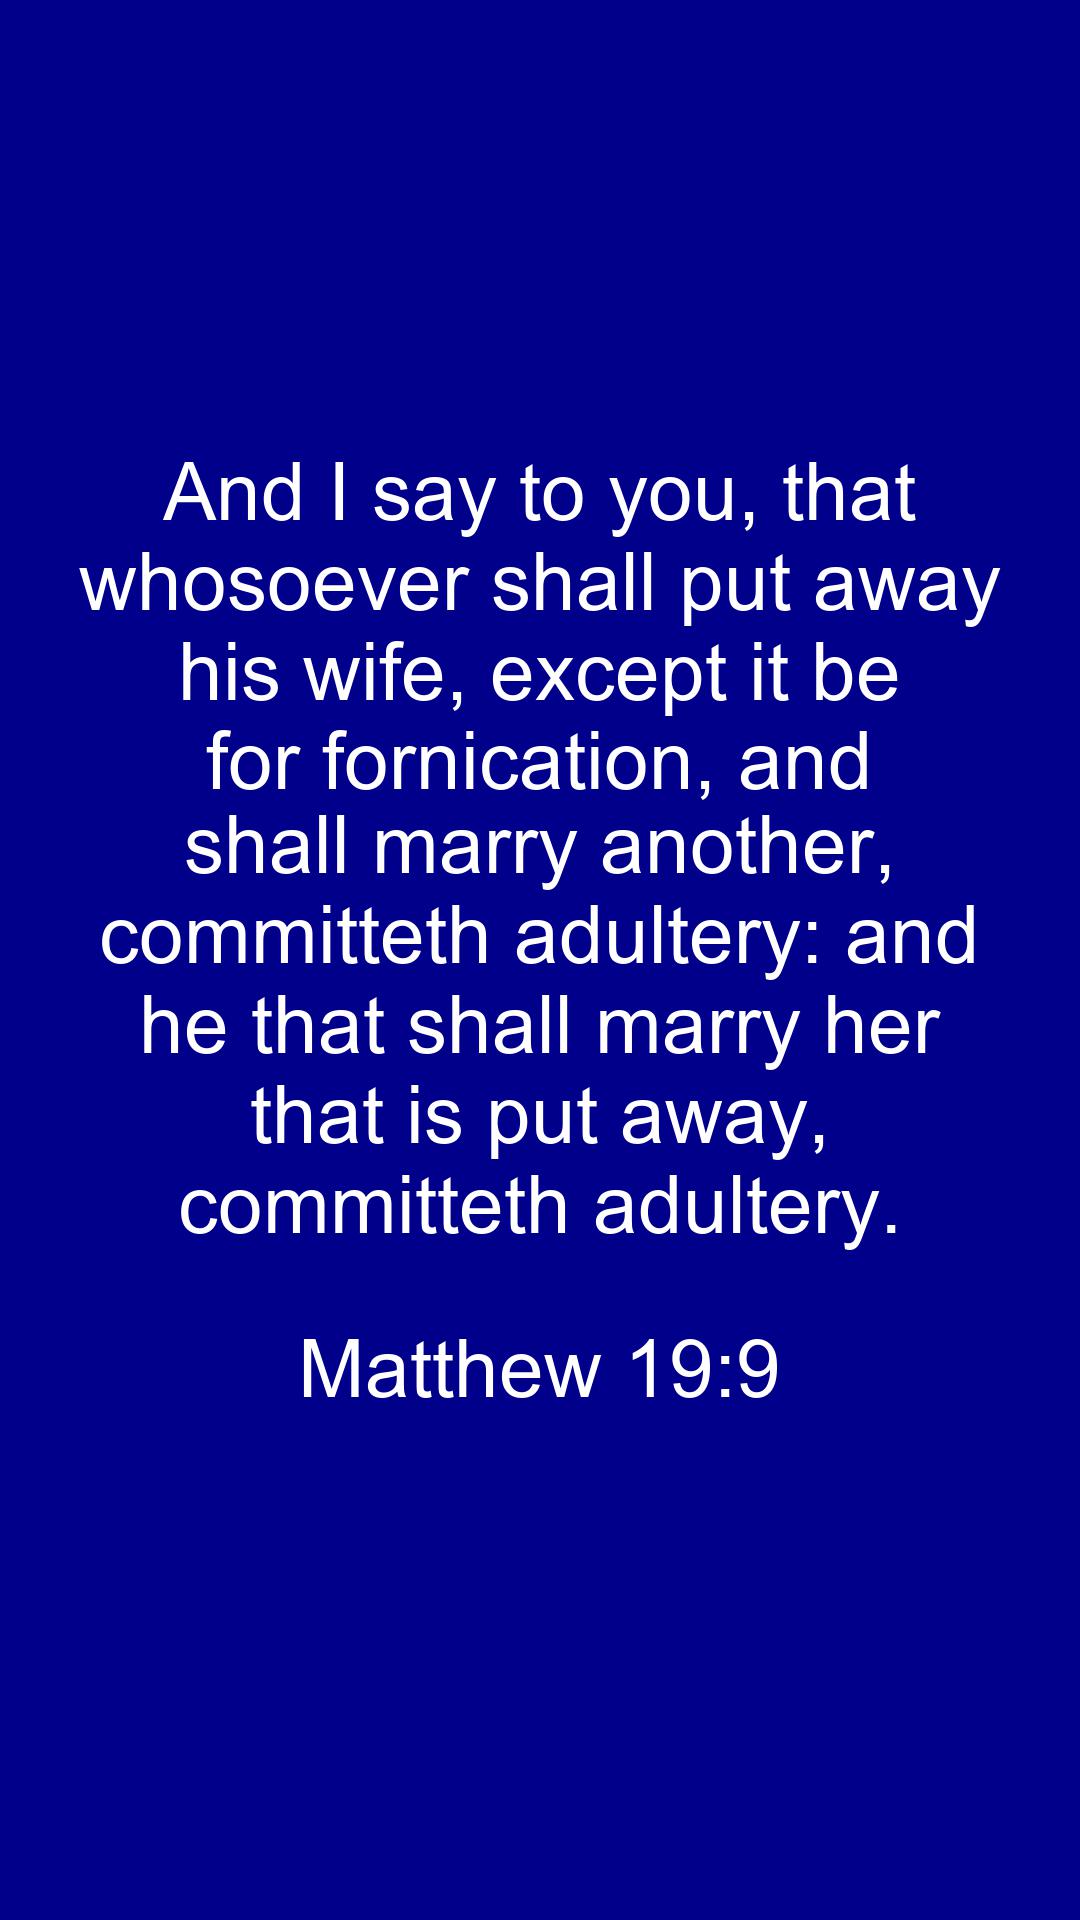 And I say to you, that
whosoever shall put away
his wife, except it be
for fornication, and
shall marry another,
committeth adultery: and
he that shall marry her
that is put away,
committeth adultery.
Matthew 19:9